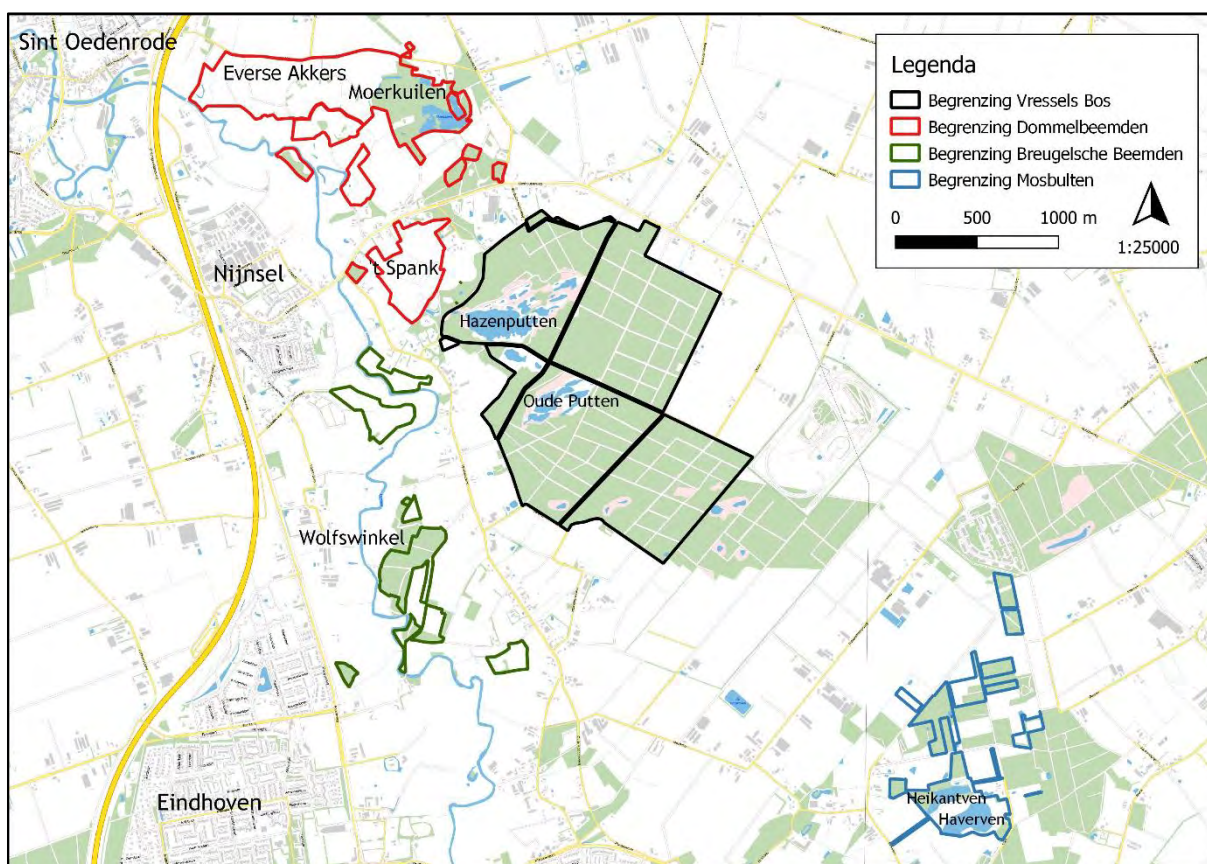 Sint Oedenrode
Everse Akkers
Moerkuilen
Legenda
Begrenzing Vressels Bos
Begrenzing Dommelbeemden
Begrenzing Breugelsche Beemden
Begrenzing Mosbulten
0 500 1000 m
1:25000
Nijnsel
't Spank
Hazenputten
Oude Putten
Wolfswinkel
Eindhoven
Heikantven
Haverven